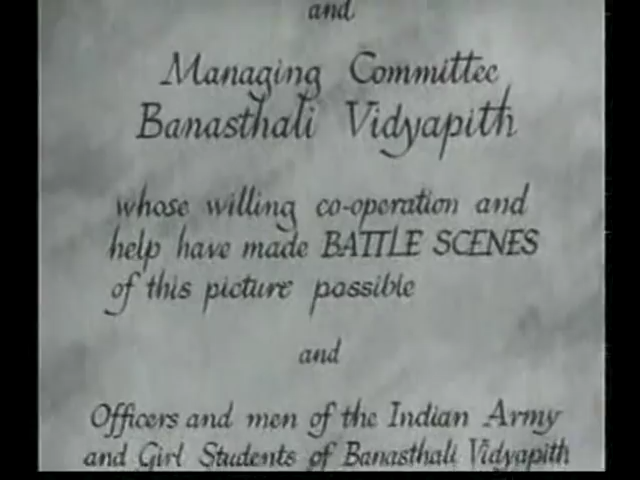 and
Managing Committee
Banasthali Vidyapith
whose willing co-operation and
help have made BATTLE SCENES
of this picture possible
and
Officers and men of the Indian Army
and Girl Students of Banasthali Vidyapith